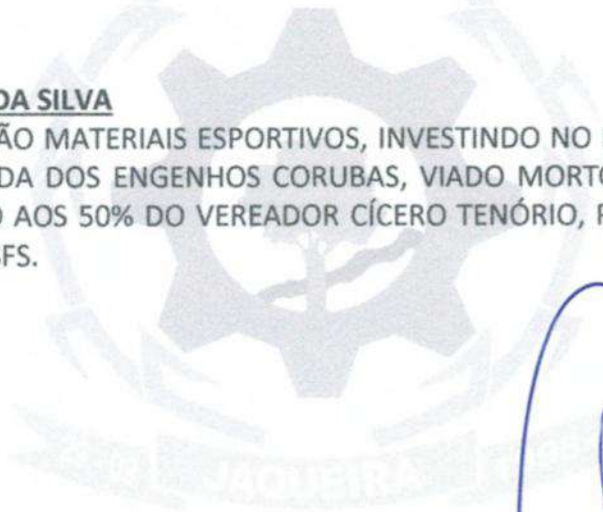 DA SILVA
ÃO MATERIAIS ESPORTIVOS, INVESTINDO NO
DA DOS ENGENHOS CORUBAS, VIADO MORTO
O AOS 50% DO VEREADOR CÍCERO TENÓRIO,
SFS.
JAQUEIRA